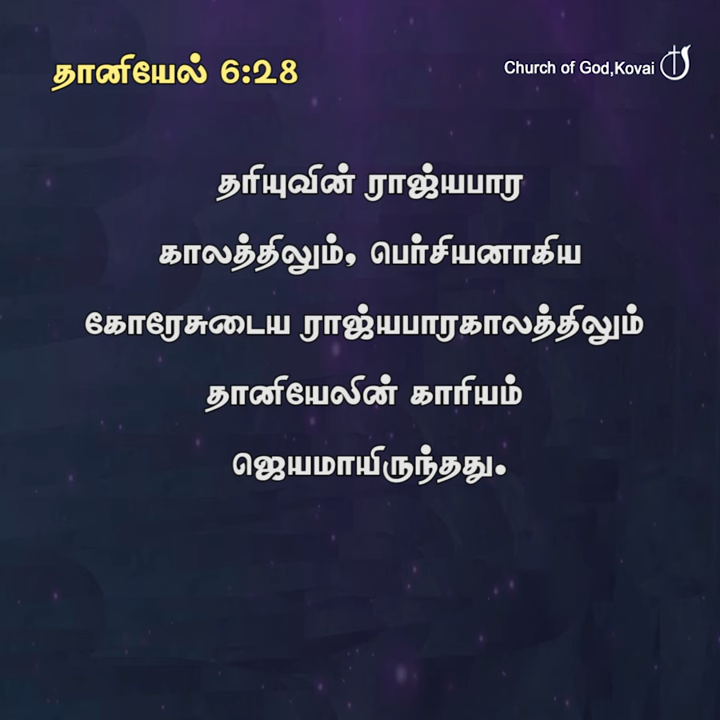 தானியேல் 6:28
Church of God,Kovai
தரியுவின் ராஜ்யபார
காலத்திலும், பெர்சியனாகிய
கோரேசுடைய ராஜ்யபாரகாலத்திலும்
தானியேலின் காரியம்
ஜெயமாயிருந்தது.